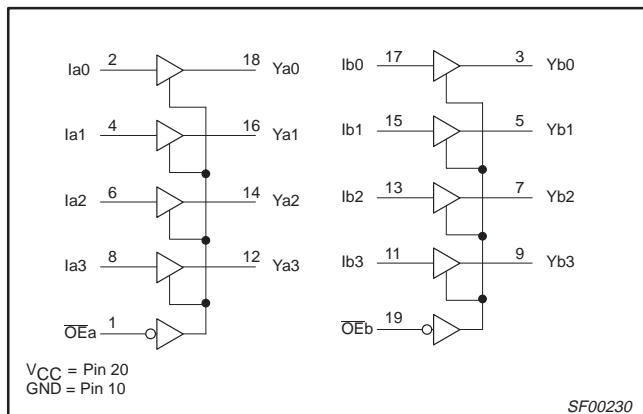 Ia0 2 18 Ya0
Ia1 4 16 Ya1
Ia2 6 14 Ya2
Ia3 8 12 Ya3
O̅E̅a 1
Ib0 17 3 Yb0
Ib1 15 5 Yb1
Ib2 13 7 Yb2
Ib3 11 9 Yb3
O̅E̅b 19
VCC = Pin 20
GND = Pin 10
SF00230